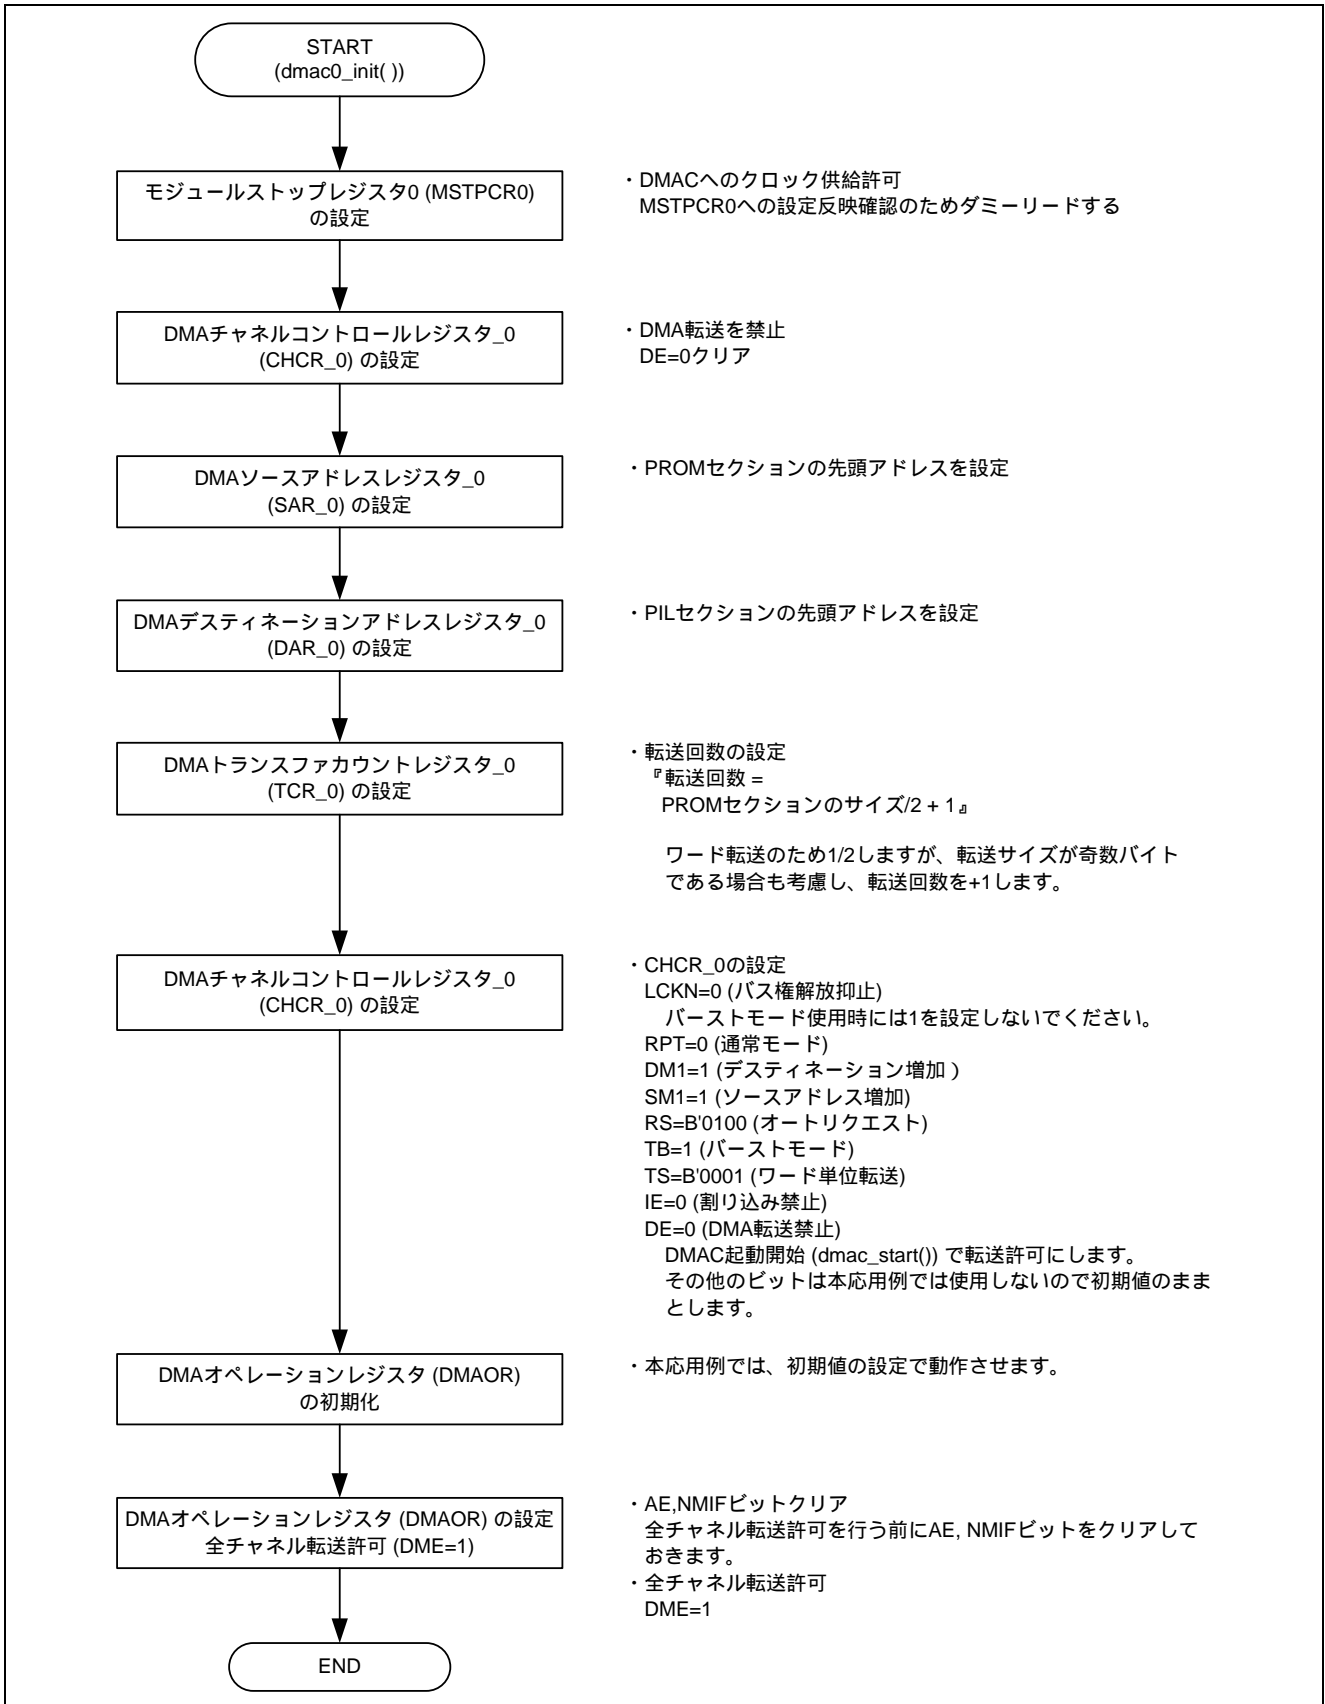 START
(dmac0_init( ))
モジュールストップレジスタ0 (MSTPCR0)
の設定
・DMACへのクロック供給許可
MSTPCR0への設定反映確認のためダミーリードする
DMAチャネルコントロールレジスタ_0
(CHCR_0) の設定
・DMA転送を禁止
DE=0クリア
DMAソースアドレスレジスタ_0
(SAR_0) の設定
・PROMセクションの先頭アドレスを設定
DMAデスティネーションアドレスレジスタ_0
(DAR_0) の設定
・PILセクションの先頭アドレスを設定
DMAトランスファカウントレジスタ_0
(TCR_0) の設定
・転送回数の設定
『転送回数 =
PROMセクションのサイズ/2 + 1』
ワード転送のため1/2しますが、転送サイズが奇数バイト
である場合も考慮し、転送回数を+1します。
DMAチャネルコントロールレジスタ_0
(CHCR_0) の設定
・CHCR_0の設定
LCKN=0 (バス権解放抑止)
バーストモード使用時には1を設定しないでください。
RPT=0 (通常モード)
DM1=1 (デスティネーション増加）
SM1=1 (ソースアドレス増加)
RS=B'0100 (オートリクエスト)
TB=1 (バーストモード)
TS=B'0001 (ワード単位転送)
IE=0 (割り込み禁止)
DE=0 (DMA転送禁止)
DMAC起動開始 (dmac_start()) で転送許可にします。
その他のビットは本応用例では使用しないので初期値のまま
とします。
DMAオペレーションレジスタ (DMAOR)
の初期化
・本応用例では、初期値の設定で動作させます。
DMAオペレーションレジスタ (DMAOR) の設定
全チャネル転送許可 (DME=1)
・AE,NMIFビットクリア
全チャネル転送許可を行う前にAE, NMIFビットをクリアして
おきます。
・全チャネル転送許可
DME=1
END